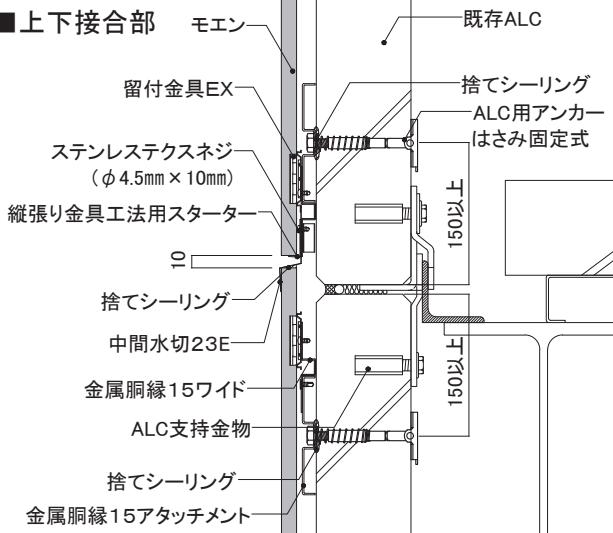 ■上下接合部
モエン
既存ALC
留付金具EX
捨てシーリング
ALC用アンカー
はさみ固定式
ステンレステクスネジ
(φ4.5mm×10mm)
縦張り金具工法用スターター
150以上
10
捨てシーリング
中間水切23E
金属胴縁15ワイド
150以上
ALC支持金物
捨てシーリング
金属胴縁15アタッチメント